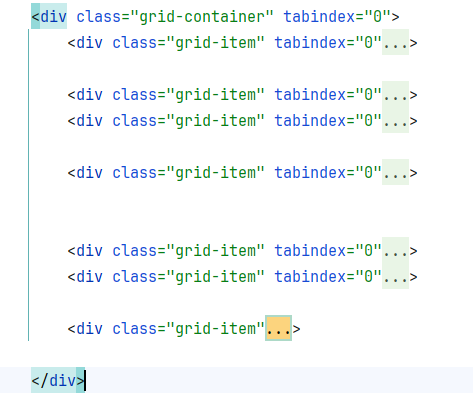 <div class="grid-container" tabindex="0">
<div class="grid-item" tabindex="0"...>
<div class="grid-item" tabindex="0"...>
<div class="grid-item" tabindex="0"...>
<div class="grid-item" tabindex="0"...>
<div class="grid-item" tabindex="0"...>
<div class="grid-item" tabindex="0"...>
<div class="grid-item"...>
</div>